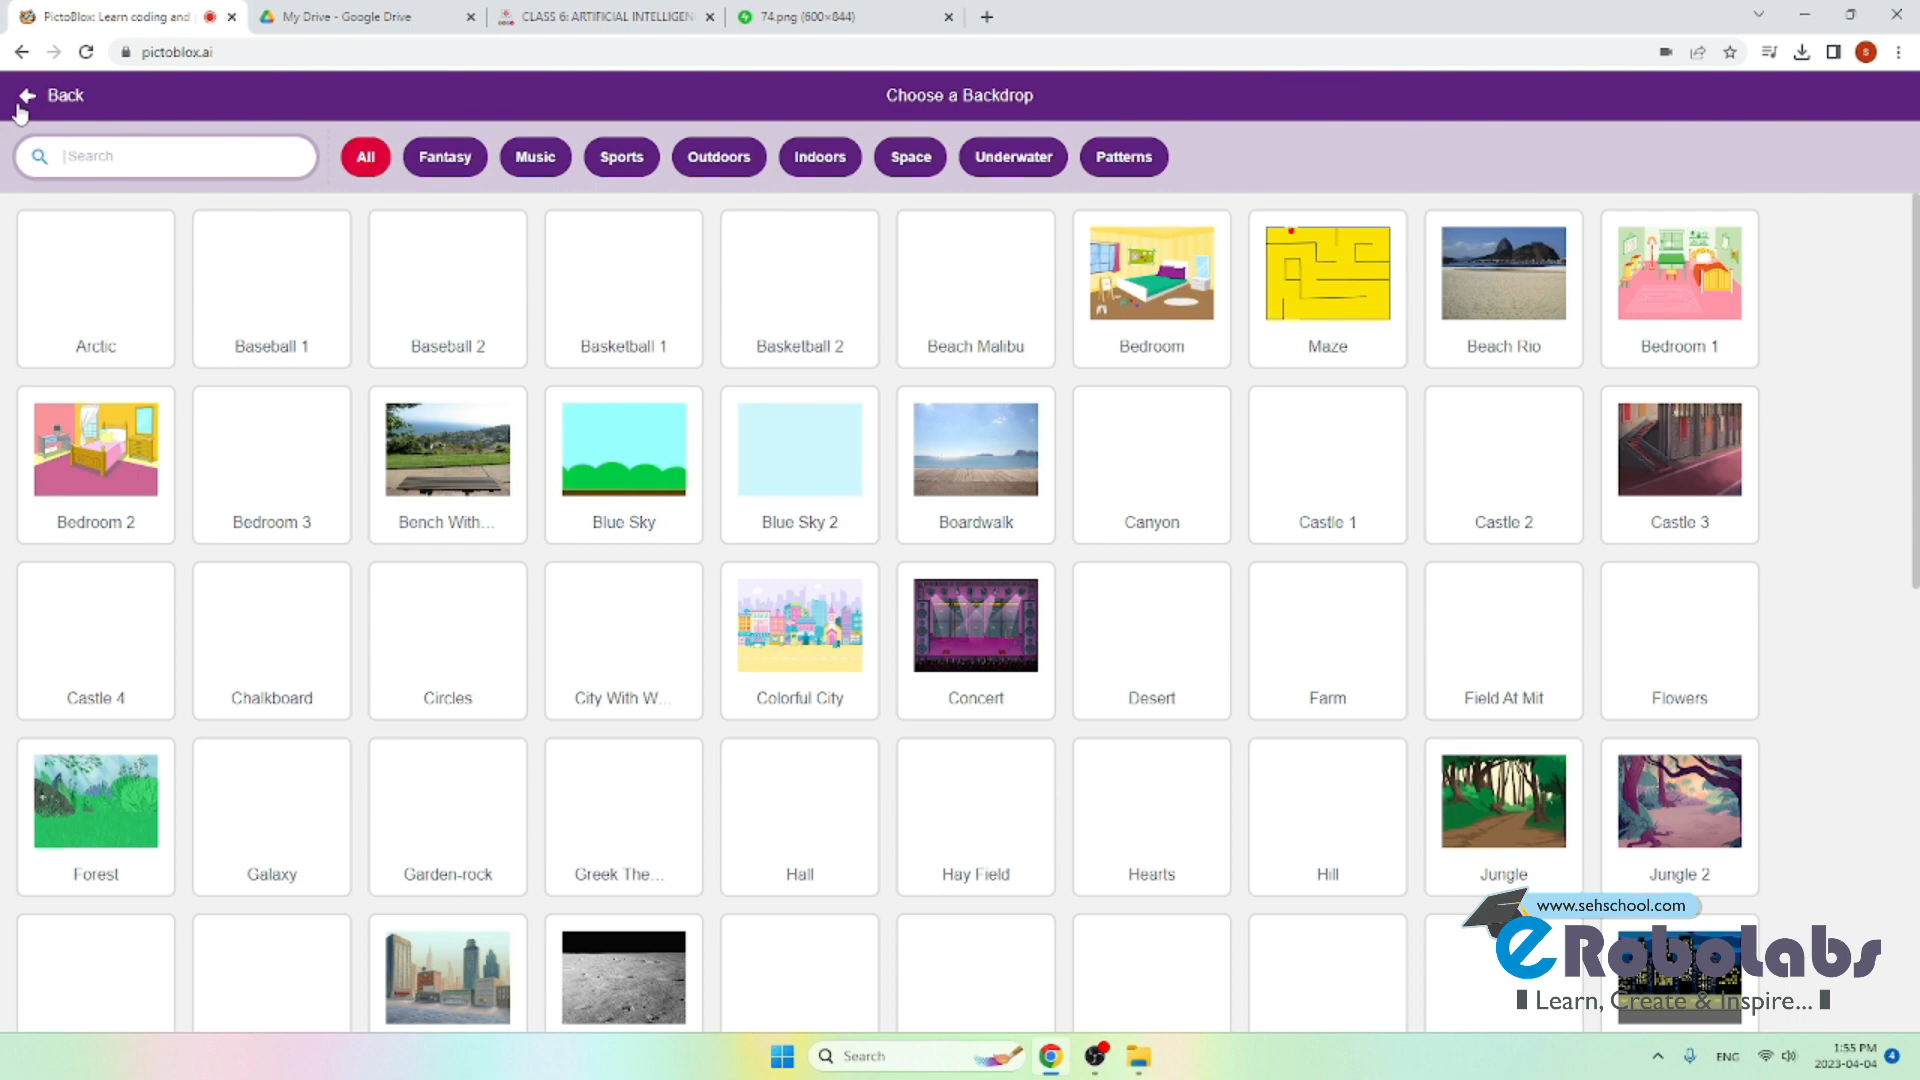 PictoBlox: Learn coding and
My Drive - Google Drive
CLASS 6: ARTIFICIAL INTELLIGEN
74.png (600×844)
pictoblox.ai
S
Back
Choose a Backdrop
Search
All
Fantasy
Music
Sports
Outdoors
Indoors
Space
Underwater
Patterns
Arctic
Baseball 1
Baseball 2
Basketball 1
Basketball 2
Beach Malibu
Bedroom
Maze
Beach Rio
Bedroom 1
Bedroom 2
Bedroom 3
Bench With...
Blue Sky
Blue Sky 2
Boardwalk
Canyon
Castle 1
Castle 2
Castle 3
Castle 4
Chalkboard
Circles
City With W...
Colorful City
Concert
Desert
Farm
Field At Mit
Flowers
Forest
Galaxy
Garden-rock
Greek The...
Hall
Hay Field
Hearts
Hill
Jungle
Jungle 2
www.sehschool.com
eRoboLabs
Learn, Create & Inspire...
Search
ENG
1:55 PM
2023-04-04
4